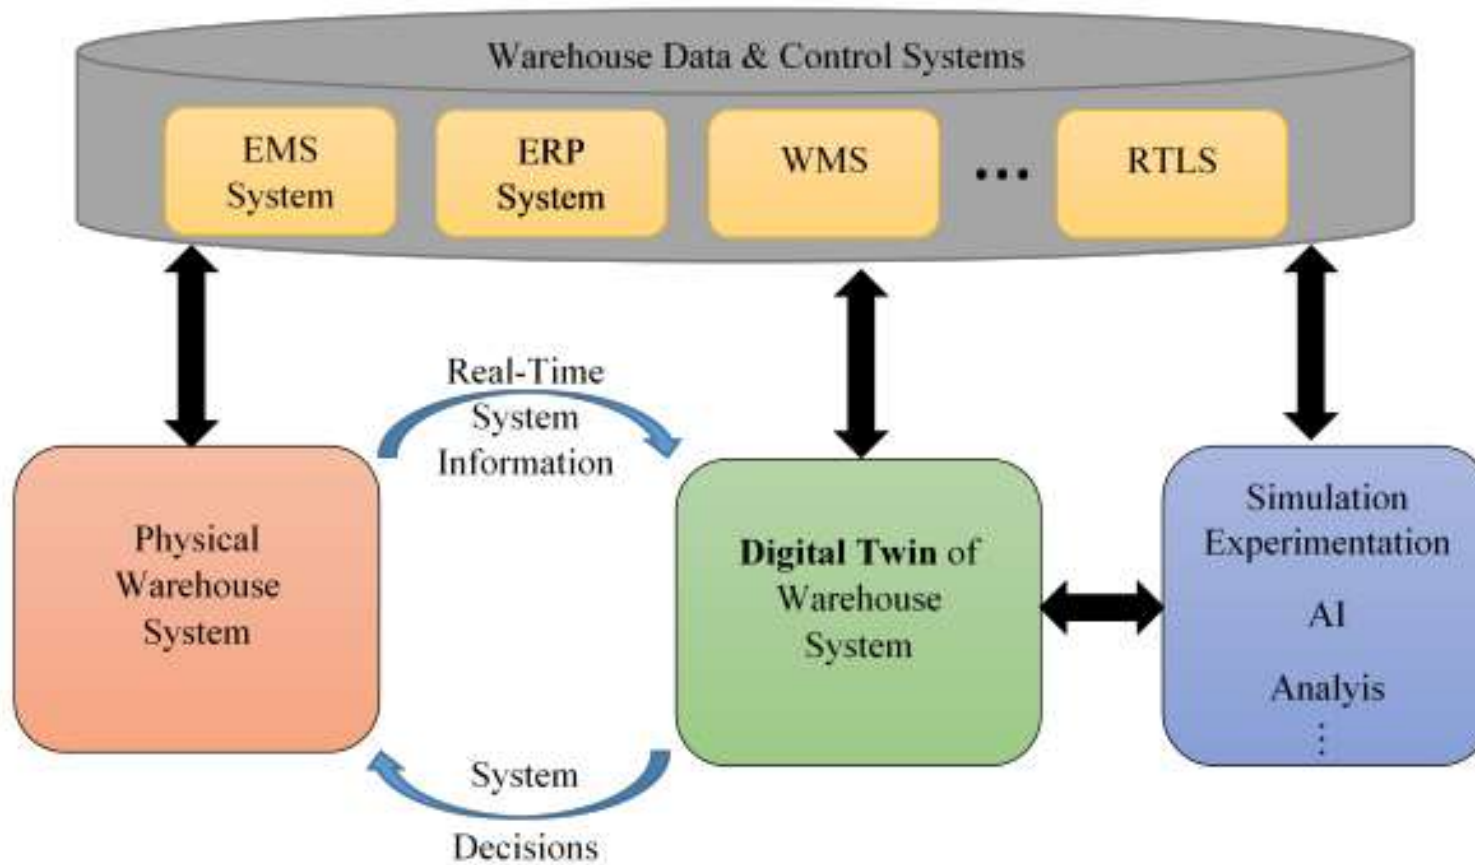 Warehouse Data & Control Systems
EMS
System
ERP
System
WMS
...
RTLS
Real-Time
System
Information
Physical
Warehouse
System
Digital Twin of
Warehouse
System
Simulation
Experimentation
AI
Analyis
⋮
System
Decisions